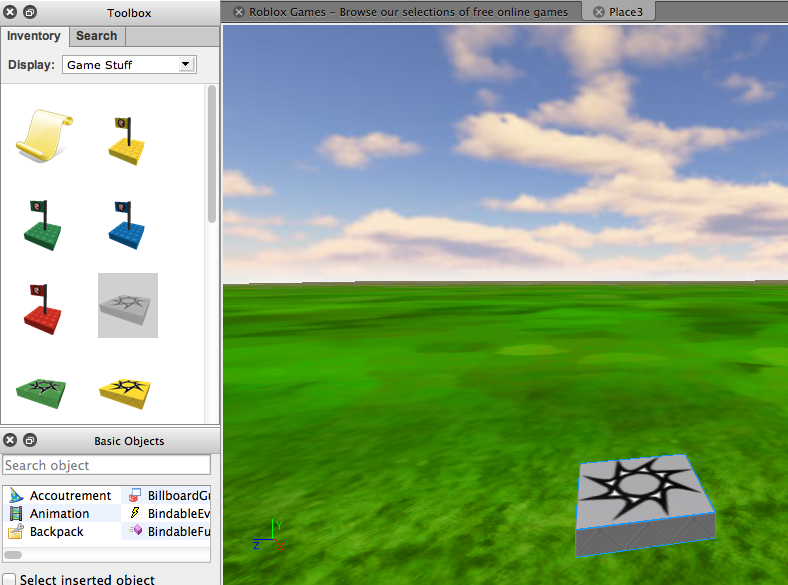 Toolbox
Roblox Games – Browse our selections of free online games
Place3
Inventory
Search
Display:
Game Stuff
Basic Objects
Search object
Accoutrement
BillboardGu
Animation
BindableEv
Backpack
BindableFu
Select inserted object
Y
Z
X